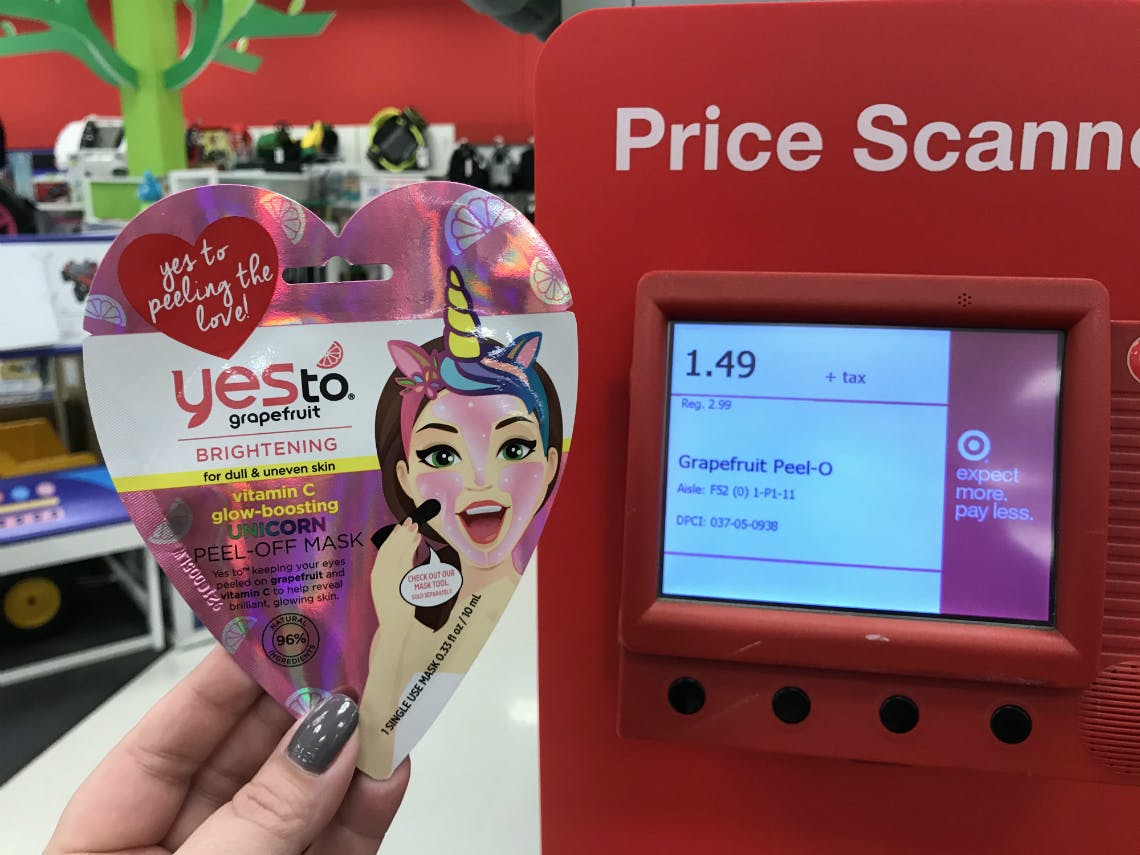 yes to
peeling the
love!
yesto®
grapefruit
BRIGHTENING
for dull & uneven skin
vitamin C
glow-boosting
UNICORN
PEEL-OFF MASK
Yes to™ keeping your eyes
peeled on grapefruit and
vitamin C to help reveal
brilliant, glowing skin.
NATURAL
96%
INGREDIENTS
CHECK OUT OUR
MASK TOOL.
SOLD SEPARATELY.
1 SINGLE USE MASK 0.33 fl oz / 10 mL
Price Scanne
1.49 + tax
Reg. 2.99
Grapefruit Peel-O
Aisle: F52 (0) 1-P1-11
DPCI: 037-05-0938
expect
more.
pay less.